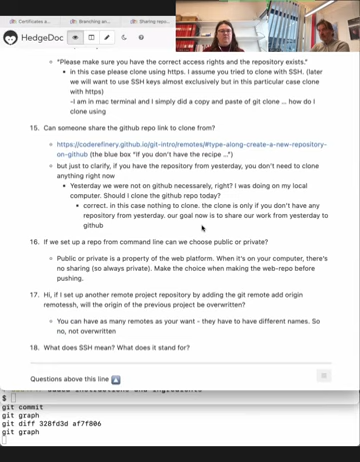 Certificates a...
Branching an...
Sharing repo...
HedgeDoc
"Please make sure you have the correct access rights and the repository exists."
in this case please clone using https. I assume you tried to clone with SSH. (later
we will want to use SSH keys almost exclusively but in this particular case clone
with https)
-I am in mac terminal and I simply did a copy and paste of git clone ... how do I
clone using
15. Can someone share the github repo link to clone from?
https://coderefinery.github.io/git-intro/remotes/#type-along-create-a-new-repository-
on-github (the blue box "If you don't have the recipe ...")
but just to clarify, if you have the repository from yesterday, you don't need to clone
anything right now
Yesterday we were not on github necessarely, right? I was doing on my local
computer. Should I clone the github repo today?
correct. in this case nothing to clone. the clone is only if you don't have any
repository from yesterday. our goal now is to share our work from yesterday to
github
16. If we set up a repo from command line can we choose public or private?
Public or private is a property of the web platform. When it's on your computer, there's
no sharing (so always private). Make the choice when making the web-repo before
pushing.
17. Hi, if I set up another remote project repository by adding the git remote add origin
remotessh, will the origin of the previous project be overwritten?
You can have as many remotes as your want - they have to have different names. So
no, not overwritten
18. What does SSH mean? What does it stand for?
Questions above this line
$
git commit
git graph
git diff 328fd3d af7f806
git graph